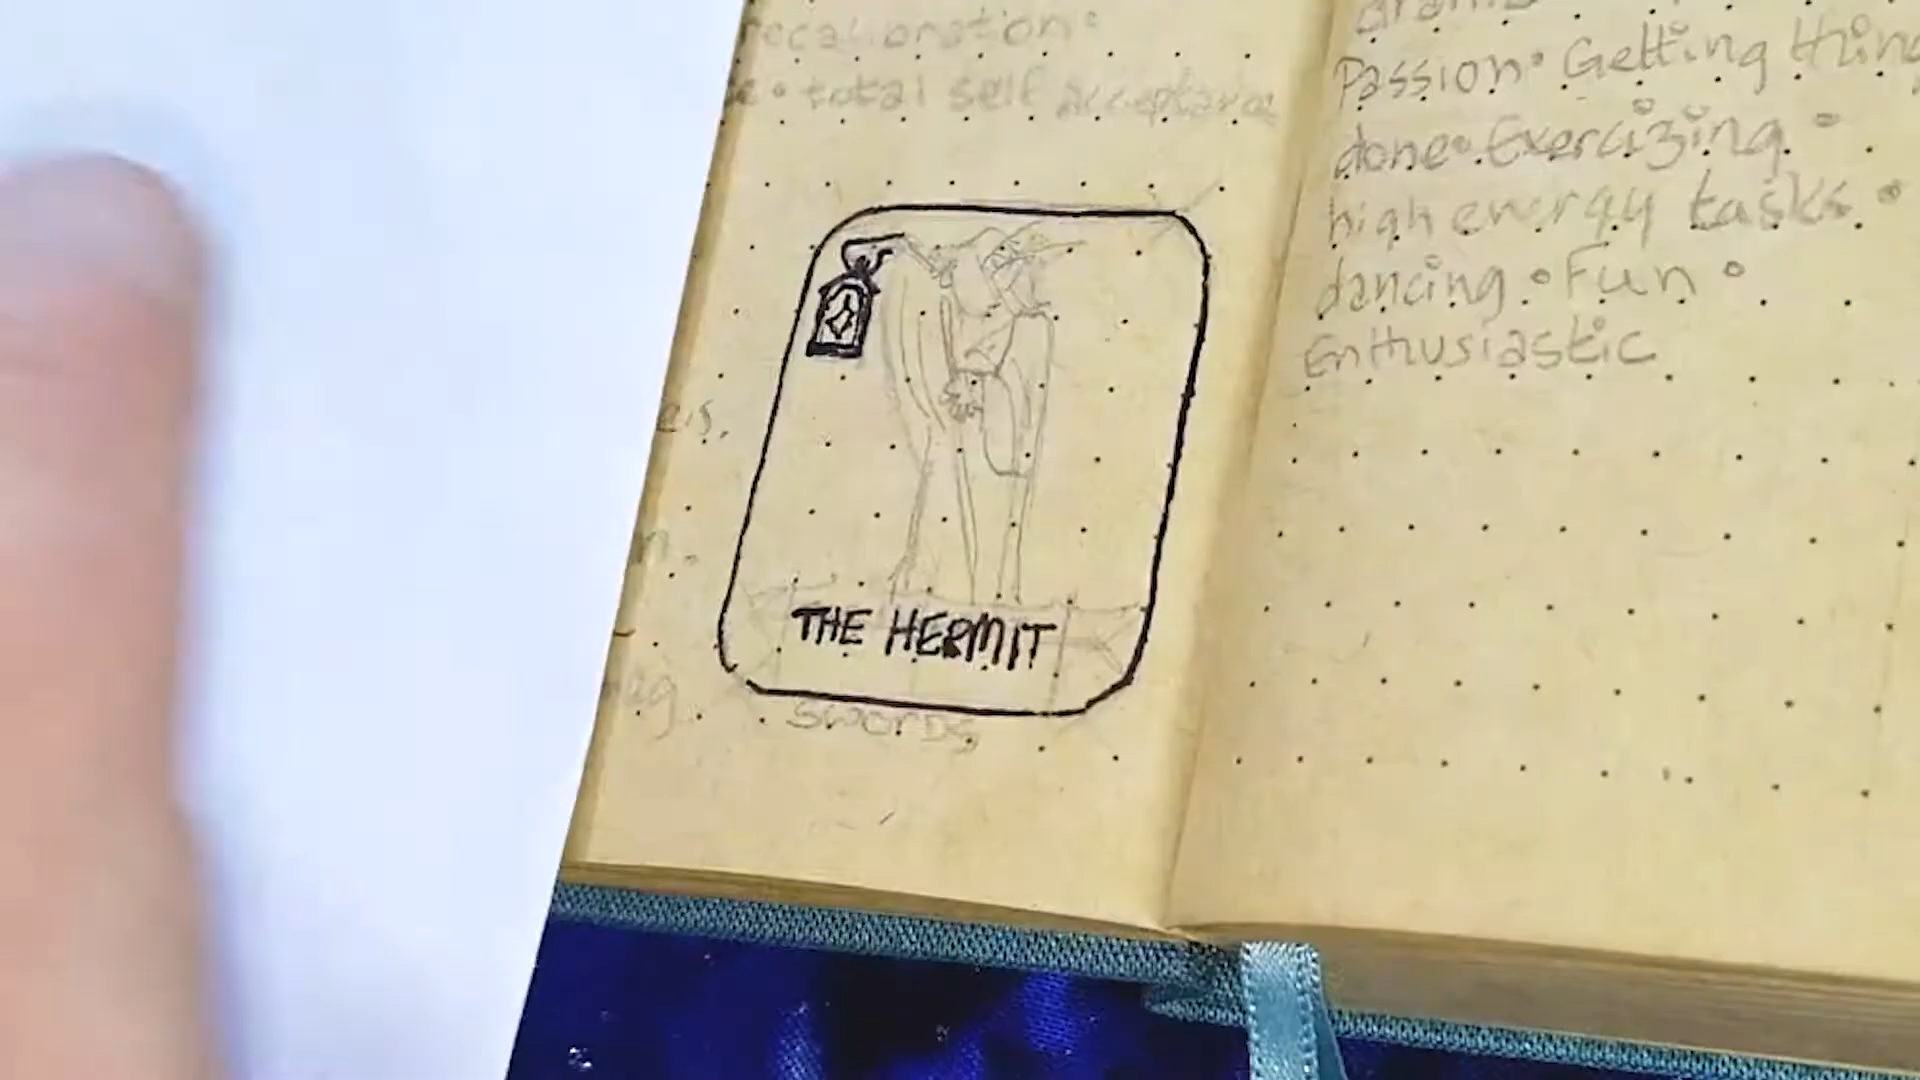 recalibration
total self acceptance
THE HERMIT
swords
Passion • Getting thing
done • Exercizing •
high energy tasks •
dancing • Fun •
Enthusiastic